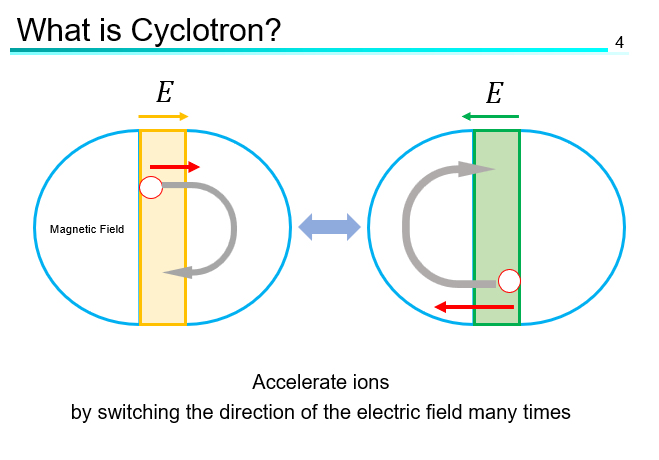 What is Cyclotron?
4
E
E
Magnetic Field
Accelerate ions
by switching the direction of the electric field many times